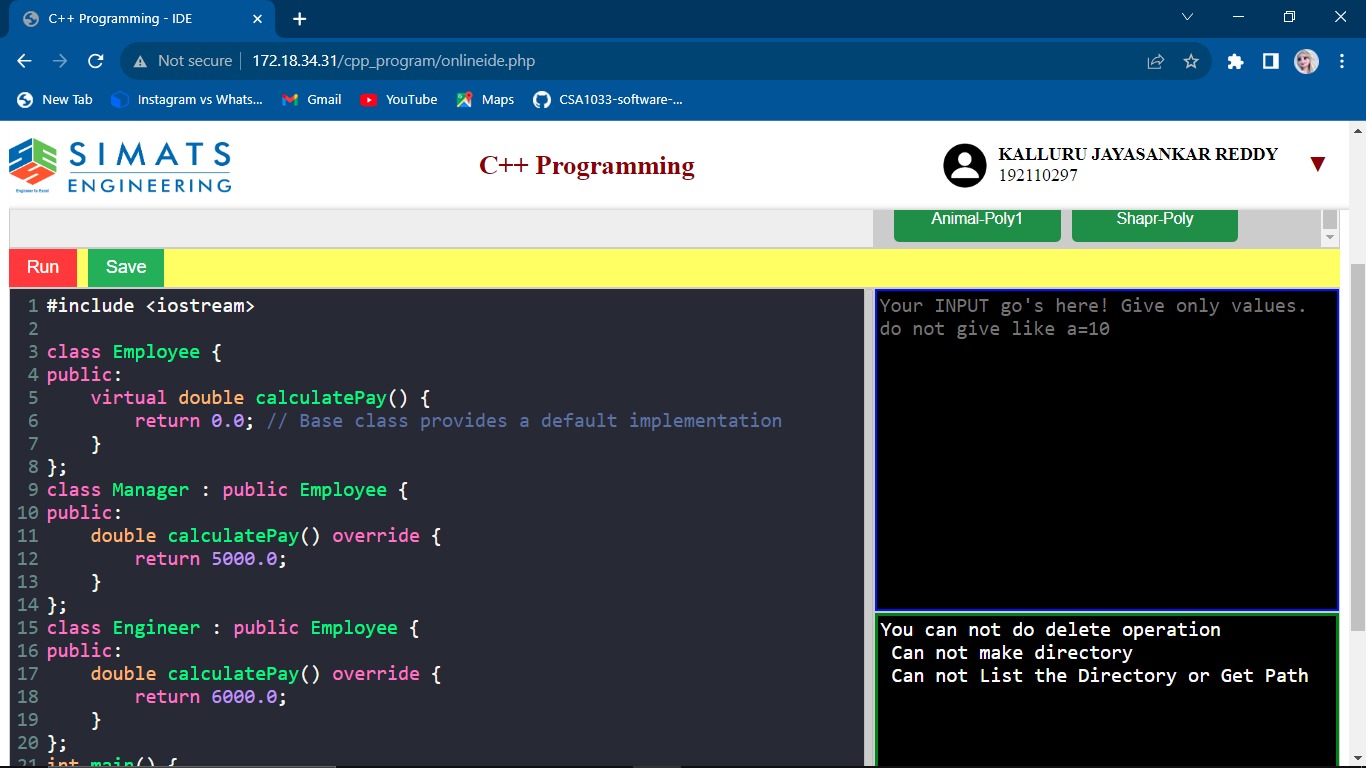 C++ Programming - IDE
Not secure 172.18.34.31/cpp_program/onlineide.php
New Tab Instagram vs Whats... Gmail YouTube Maps CSA1033-software-...
SIMATS
ENGINEERING
Engineer to Excel
C++ Programming
KALLURU JAYASANKAR REDDY
192110297
Animal-Poly1 Shapr-Poly
Run Save
1 #include <iostream>
2
3 class Employee {
4 public:
5     virtual double calculatePay() {
6         return 0.0; // Base class provides a default implementation
7     }
8 };
9 class Manager : public Employee {
10 public:
11     double calculatePay() override {
12         return 5000.0;
13     }
14 };
15 class Engineer : public Employee {
16 public:
17     double calculatePay() override {
18         return 6000.0;
19     }
20 };
21 int main() {
Your INPUT go's here! Give only values.
do not give like a=10
You can not do delete operation
Can not make directory
Can not List the Directory or Get Path